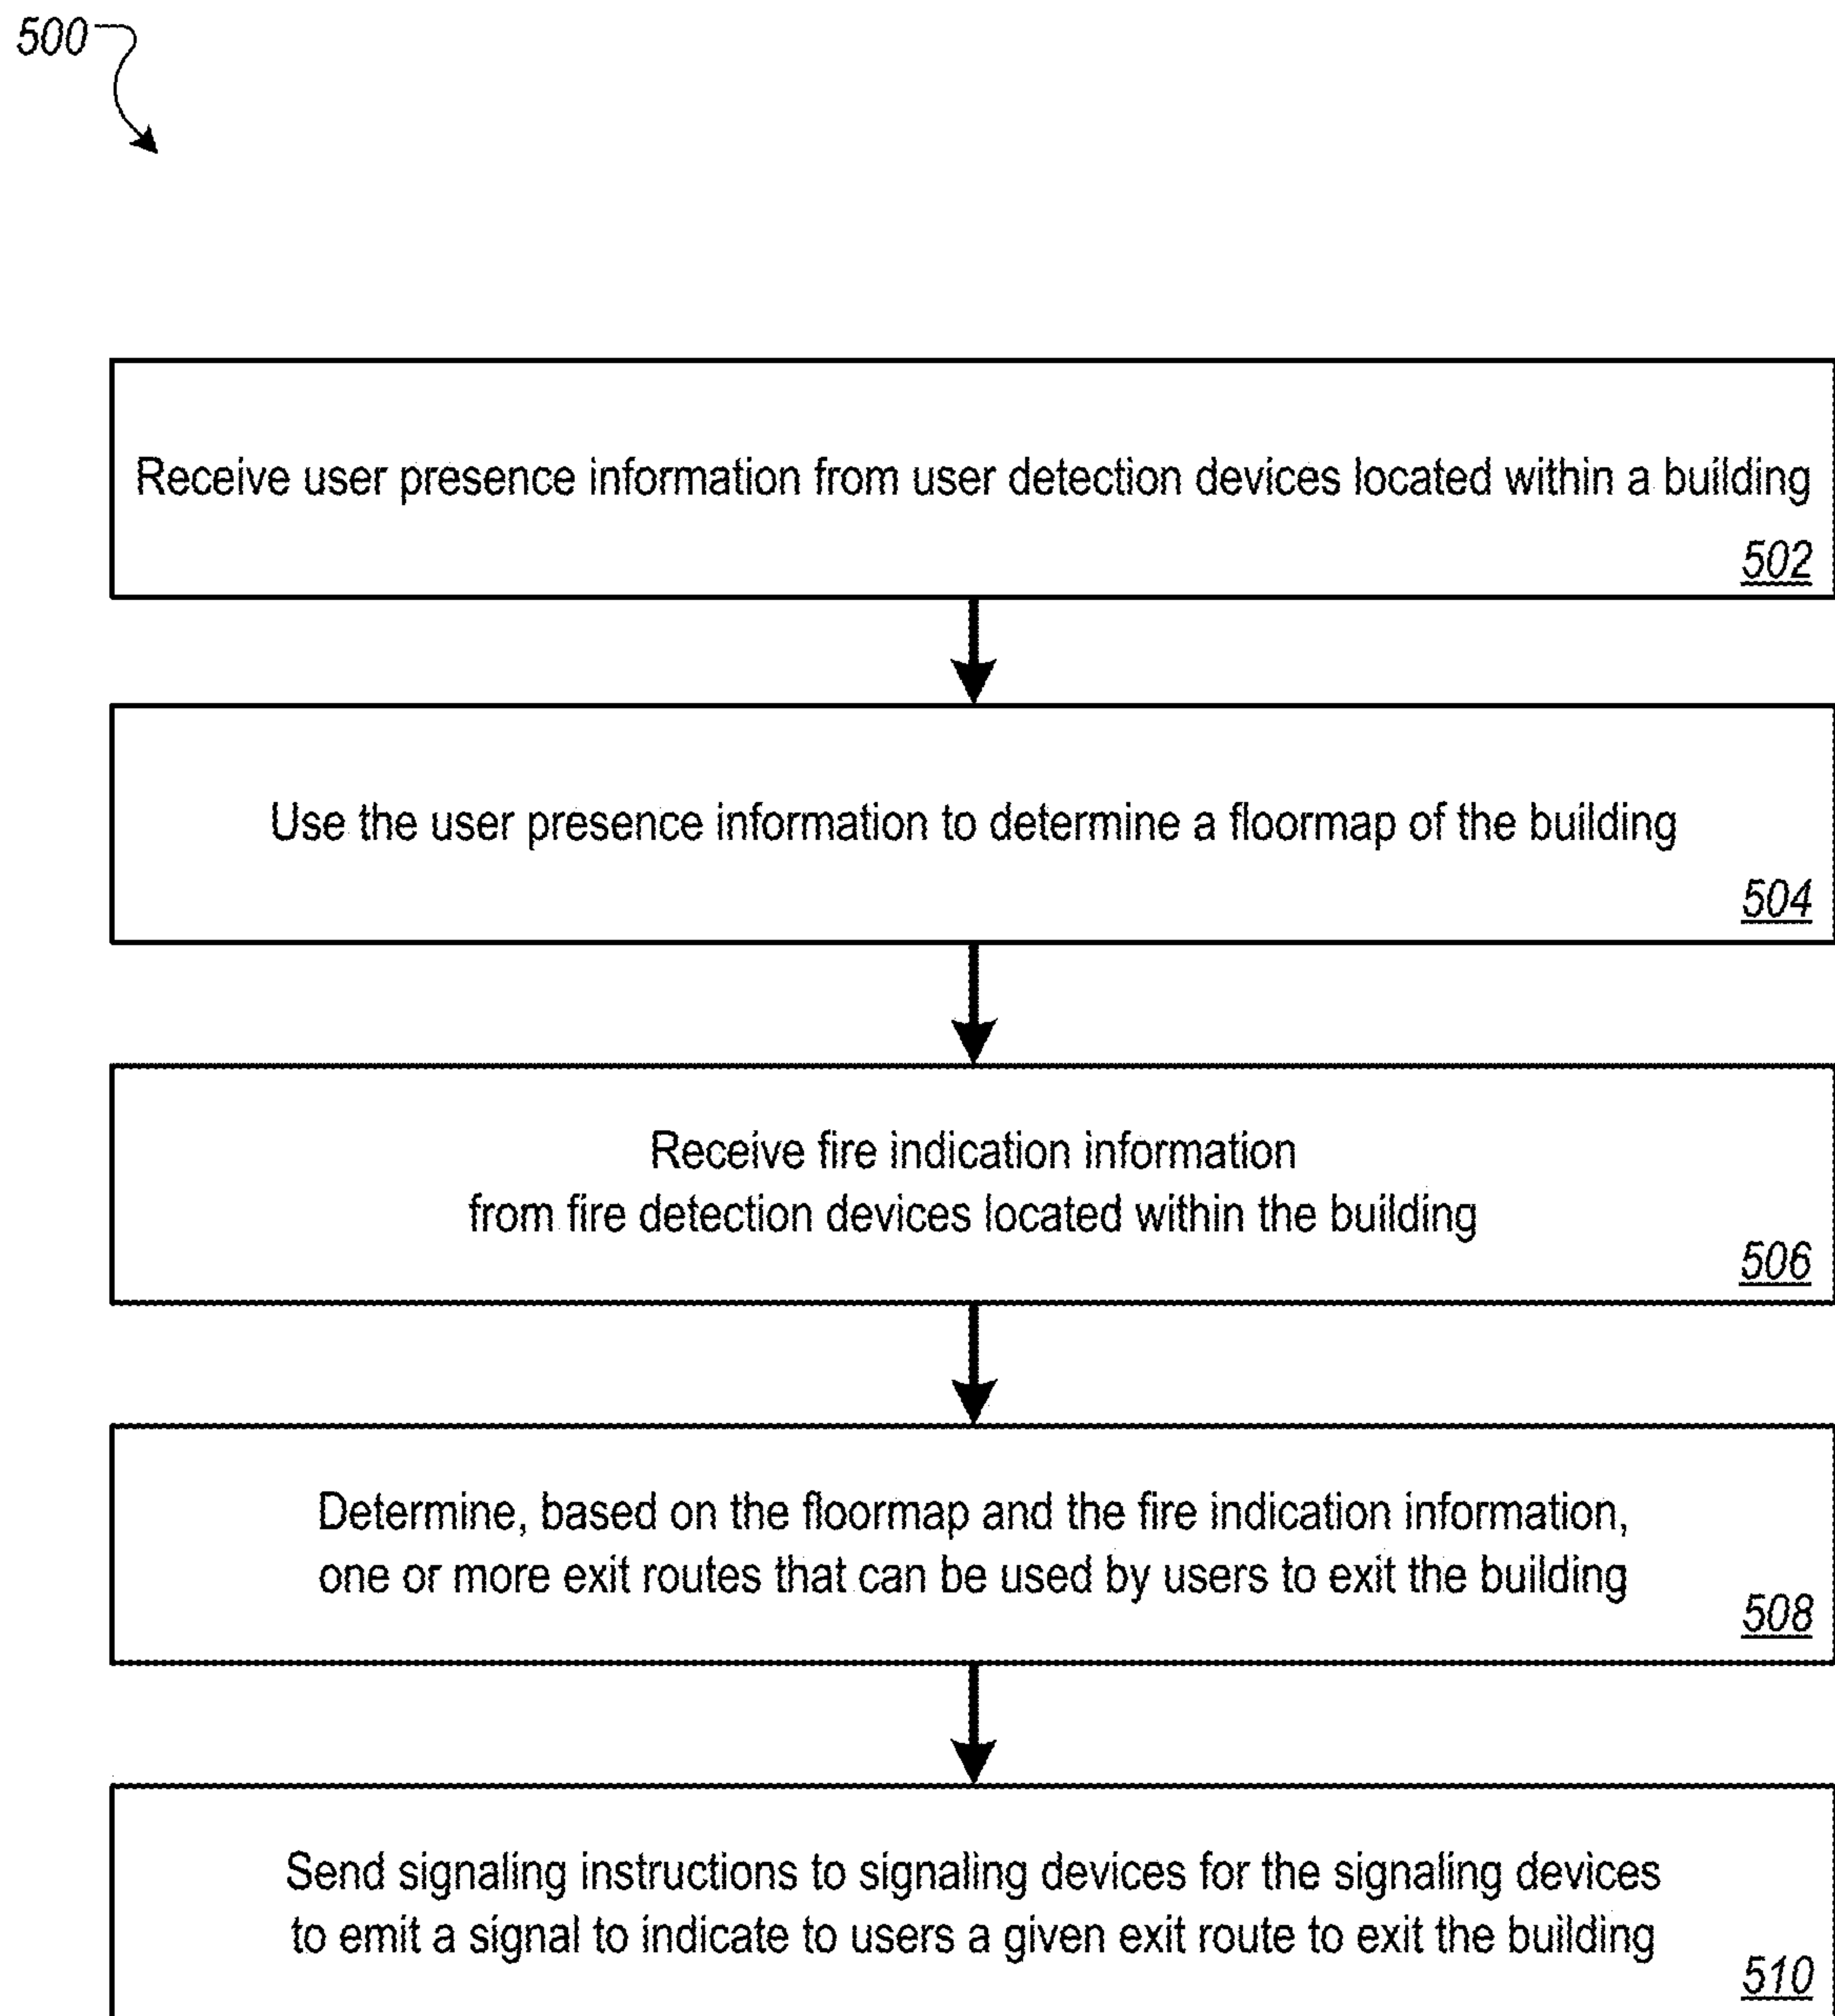 500
Receive user presence information from user detection devices located within a building
502
Use the user presence information to determine a floormap of the building
504
Receive fire indication information
from fire detection devices located within the building
506
Determine, based on the floormap and the fire indication information,
one or more exit routes that can be used by users to exit the building
508
Send signaling instructions to signaling devices for the signaling devices
to emit a signal to indicate to users a given exit route to exit the building
510